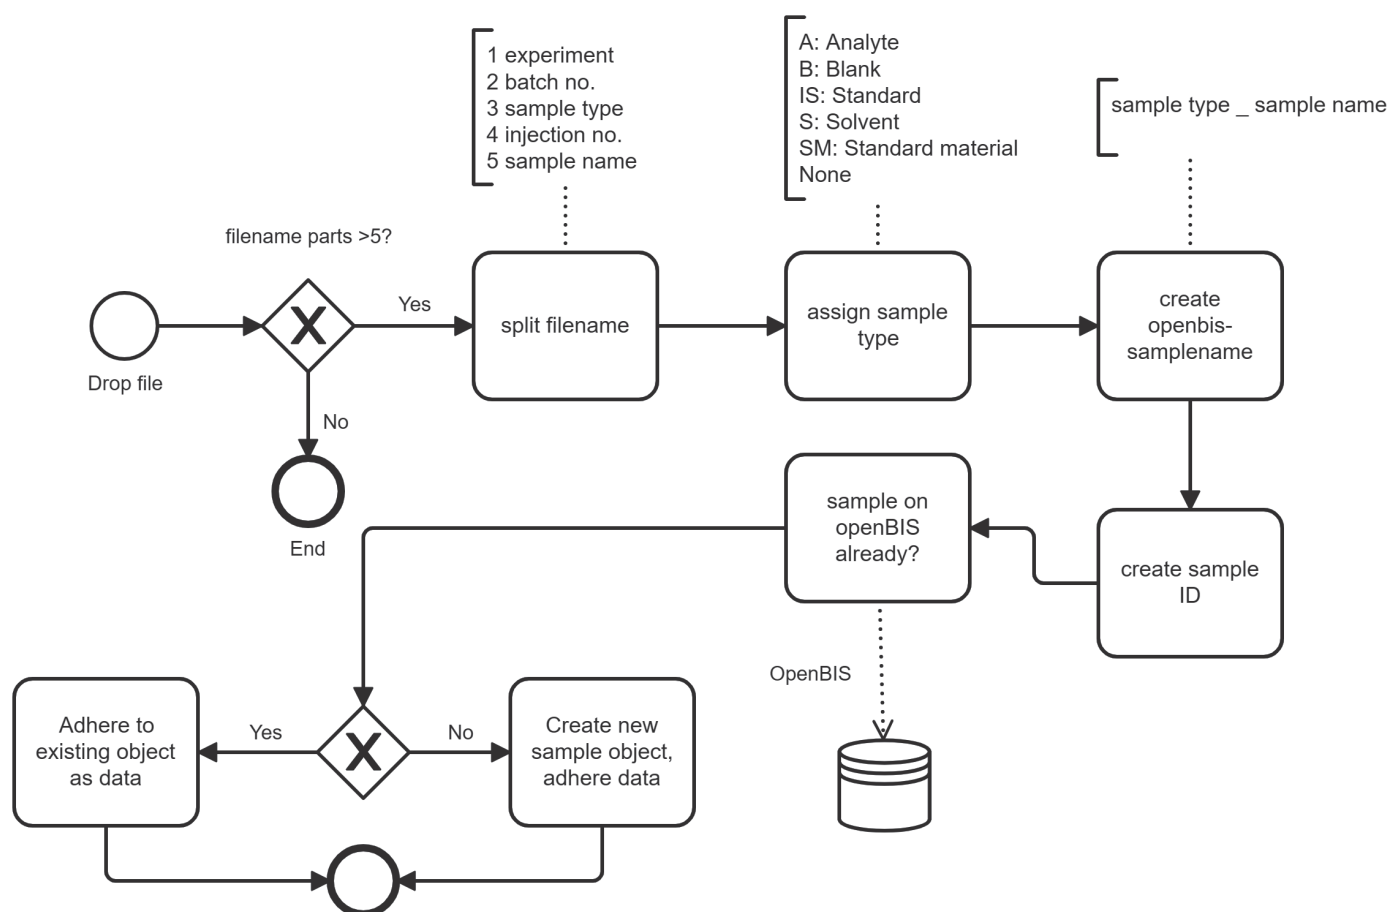 1 experiment
2 batch no.
3 sample type
4 injection no.
5 sample name
A: Analyte
B: Blank
IS: Standard
S: Solvent
SM: Standard material
None
sample type _ sample name
filename parts >5?
Drop file
X
Yes
No
End
split filename
assign sample
type
create
openbis-
samplename
create sample
ID
sample on
openBIS
already?
OpenBIS
X
Yes
No
Adhere to
existing object
as data
Create new
sample object,
adhere data